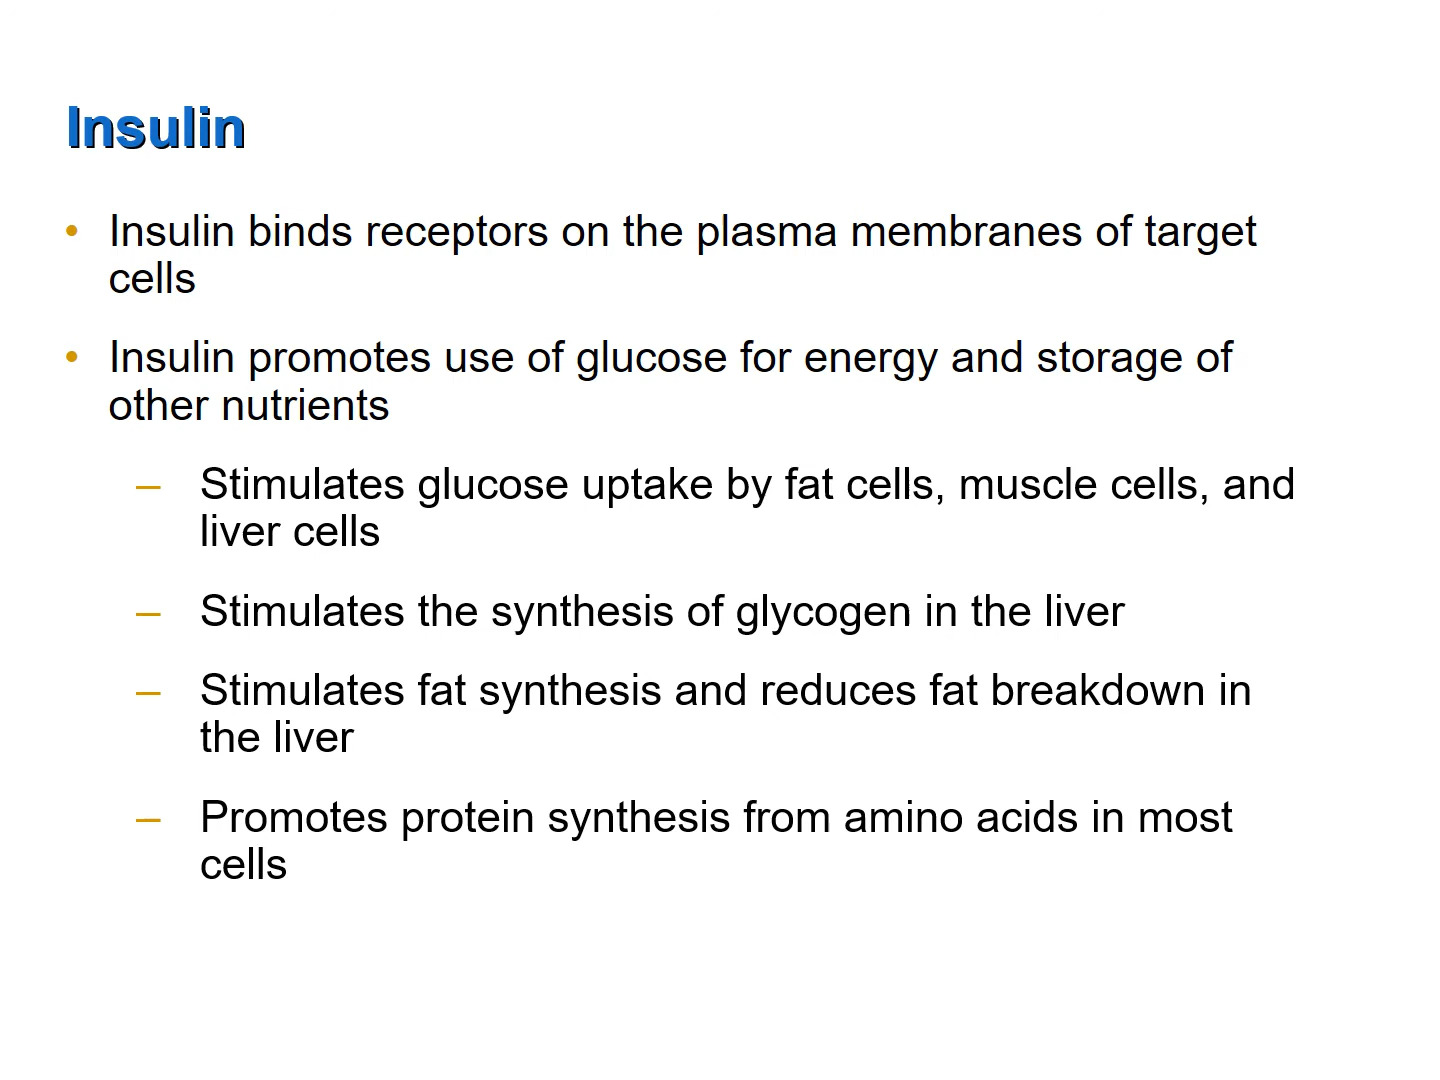 Insulin
• Insulin binds receptors on the plasma membranes of target
cells
• Insulin promotes use of glucose for energy and storage of
other nutrients
– Stimulates glucose uptake by fat cells, muscle cells, and
liver cells
– Stimulates the synthesis of glycogen in the liver
– Stimulates fat synthesis and reduces fat breakdown in
the liver
– Promotes protein synthesis from amino acids in most
cells